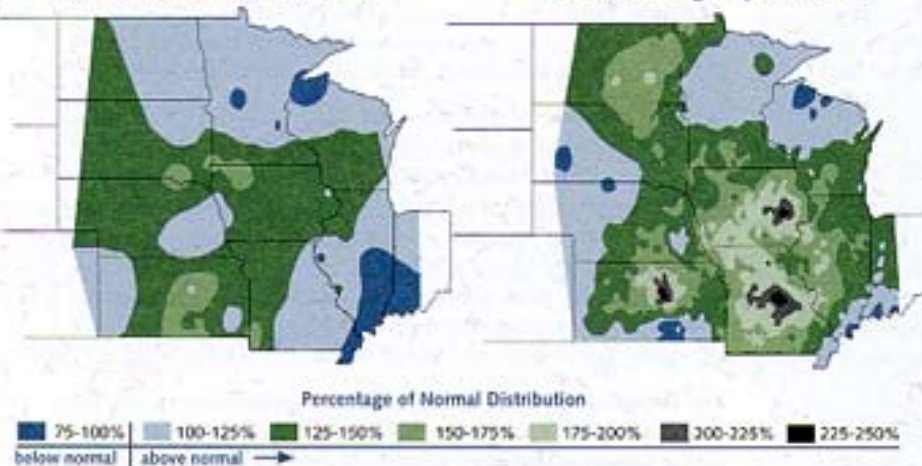 Percentage of Normal Distribution
75-100% 100-125% 125-150% 150-175% 175-200% 200-225% 225-250%
below normal above normal